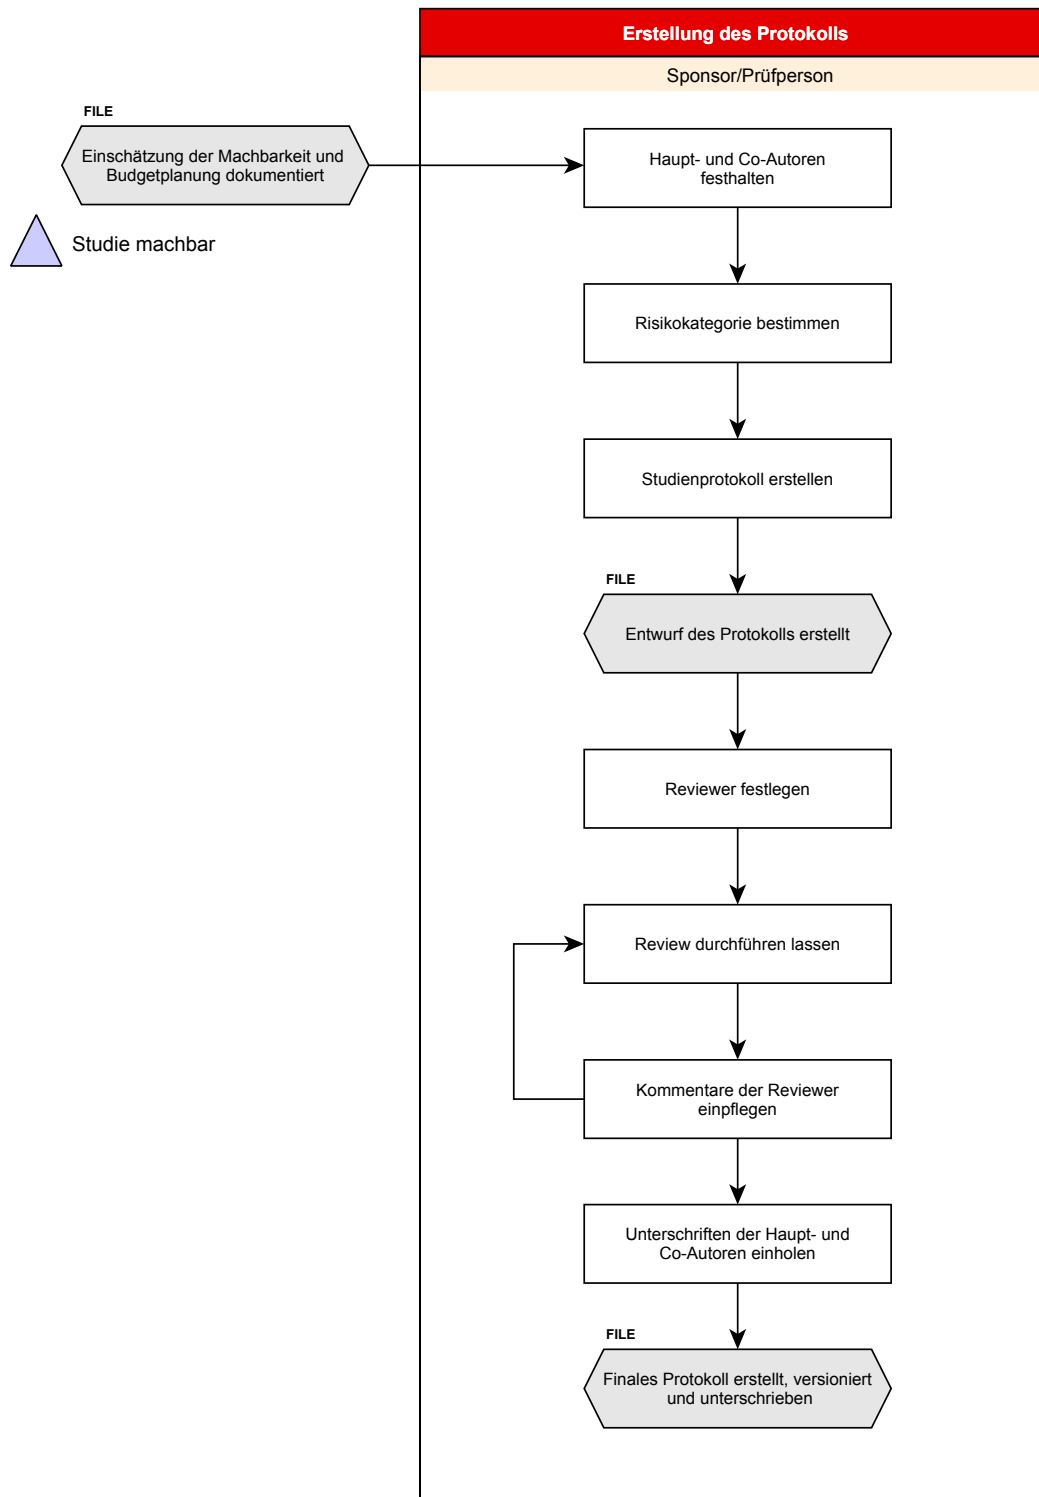 Erstellung des Protokolls
Sponsor/Prüfperson
FILE
Einschätzung der Machbarkeit und
Budgetplanung dokumentiert
Studie machbar
Haupt- und Co-Autoren
festhalten
Risikokategorie bestimmen
Studienprotokoll erstellen
FILE
Entwurf des Protokolls erstellt
Reviewer festlegen
Review durchführen lassen
Kommentare der Reviewer
einpflegen
Unterschriften der Haupt- und
Co-Autoren einholen
FILE
Finales Protokoll erstellt, versioniert
und unterschrieben